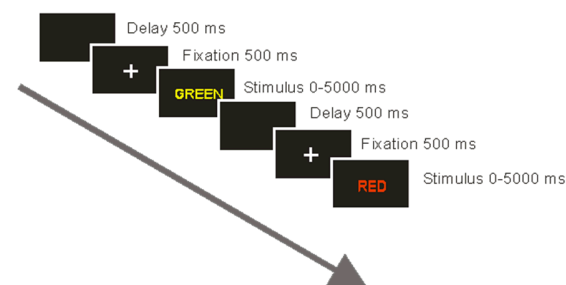 Delay 500 ms
Fixation 500 ms
GREEN
Stimulus 0-5000 ms
Delay 500 ms
Fixation 500 ms
RED
Stimulus 0-5000 ms